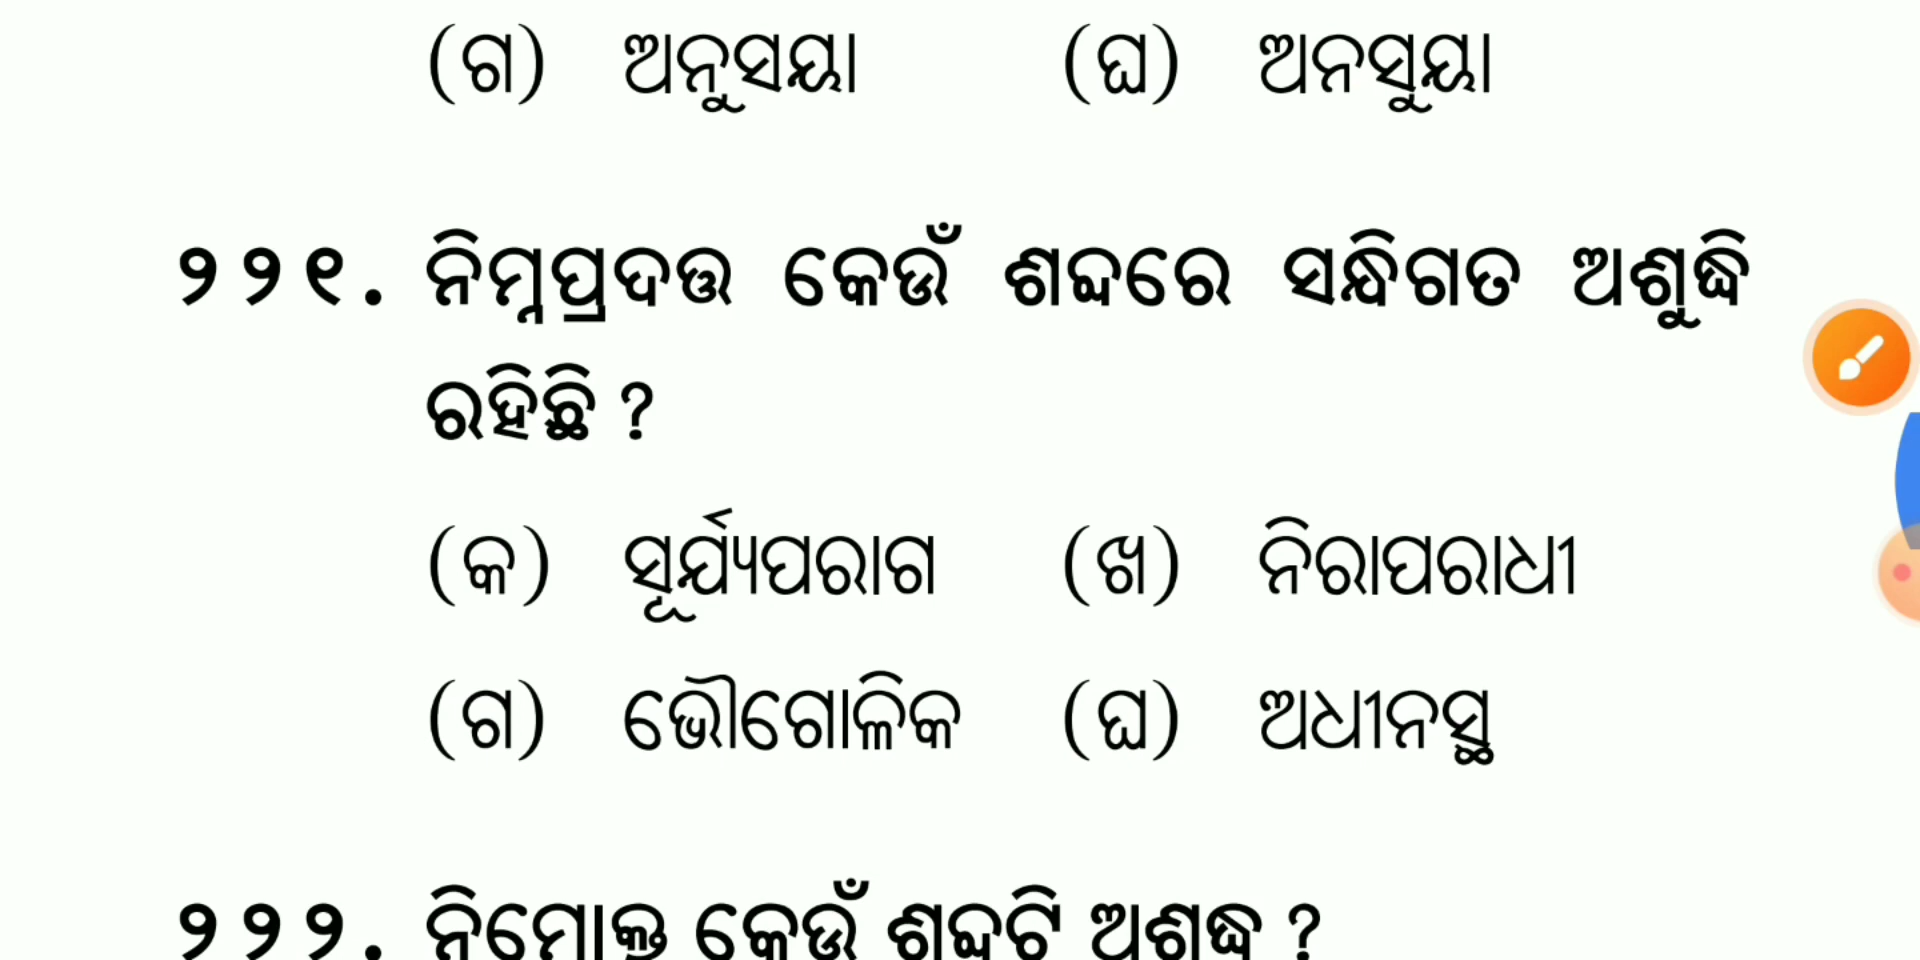 (ଗ) ଅନୁସୟା (ଘ) ଅନସୁୟା
୨୨୧. ନିମ୍ନପ୍ରଦତ୍ତ କେଉଁ ଶବ୍ଦରେ ସନ୍ଧିଗତ ଅଶୁଦ୍ଧି
ରହିଛି ?
(କ) ସୂର୍ଯ୍ୟପରାଗ (ଖ) ନିରାପରାଧୀ
(ଗ) ଭୌଗୋଳିକ (ଘ) ଅଧୀନସ୍ଥ
୨୨୨. ନିମ୍ନୋକ୍ତ କେଉଁ ଶବ୍ଦଟି ଅଶୁଦ୍ଧ ?